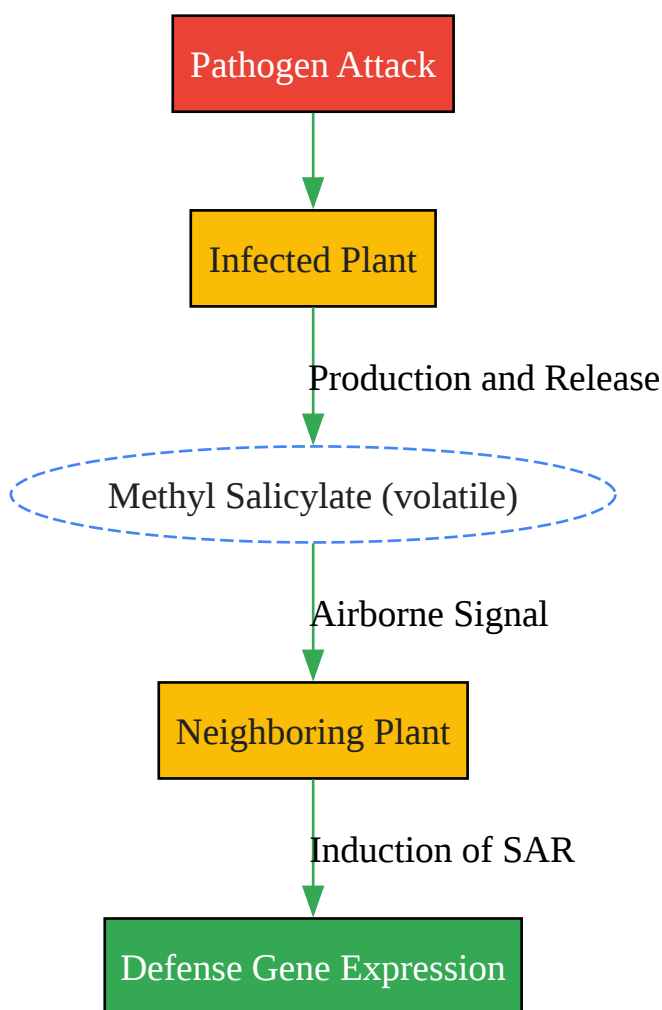 Pathogen Attack
Infected Plant
Production and Release
Methyl Salicylate (volatile)
Airborne Signal
Neighboring Plant
Induction of SAR
Defense Gene Expression